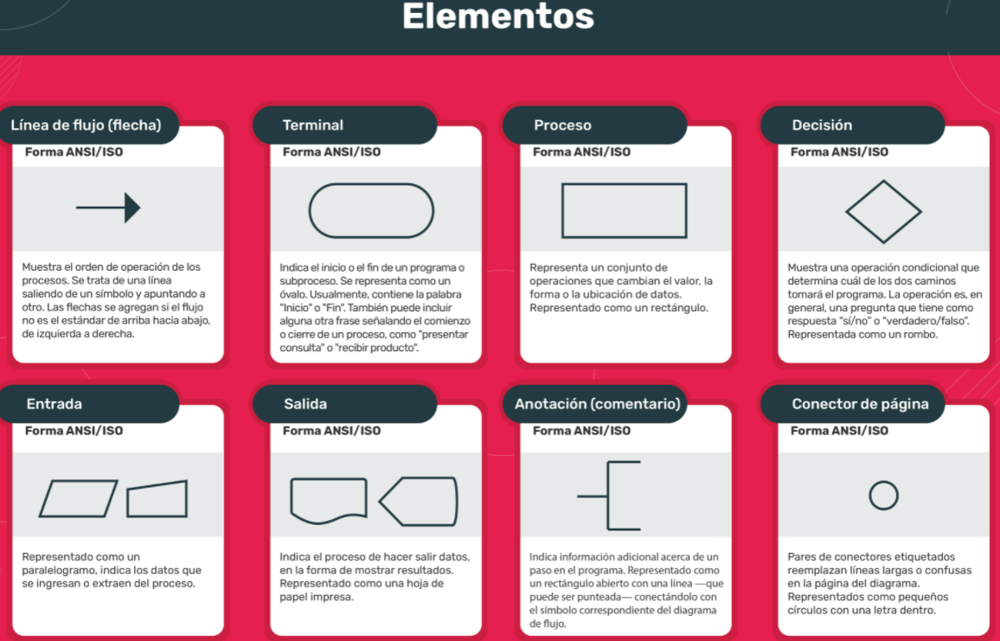 Elementos
Línea de flujo (flecha)
Forma ANSI/ISO
Muestra el orden de operación de los
procesos. Se trata de una línea
saliendo de un símbolo y apuntando a
otro. Las flechas se agregan si el flujo
no es el estándar de arriba hacia abajo,
de izquierda a derecha.
Terminal
Forma ANSI/ISO
Indica el inicio o el fin de un programa o
subproceso. Se representa como un
óvalo. Usualmente, contiene la palabra
"Inicio" o "Fin". También puede incluir
alguna otra frase señalando el comienzo
o cierre de un proceso, como "presentar
consulta" o "recibir producto".
Proceso
Forma ANSI/ISO
Representa un conjunto de
operaciones que cambian el valor, la
forma o la ubicación de datos.
Representado como un rectángulo.
Decisión
Forma ANSI/ISO
Muestra una operación condicional que
determina cuál de los dos caminos
tomará el programa. La operación es, en
general, una pregunta que tiene como
respuesta “sí/no” o “verdadero/falso”.
Representada como un rombo.
Entrada
Forma ANSI/ISO
Representado como un
paralelogramo, indica los datos que
se ingresan o extraen del proceso.
Salida
Forma ANSI/ISO
Indica el proceso de hacer salir datos,
en la forma de mostrar resultados.
Representado como una hoja de
papel impresa.
Anotación (comentario)
Forma ANSI/ISO
Indica información adicional acerca de un
paso en el programa. Representado como
un rectángulo abierto con una línea —que
puede ser punteada— conectándolo con
el símbolo correspondiente del diagrama
de flujo.
Conector de página
Forma ANSI/ISO
Pares de conectores etiquetados
reemplazan líneas largas o confusas
en la página del diagrama.
Representados como pequeños
círculos con una letra dentro.